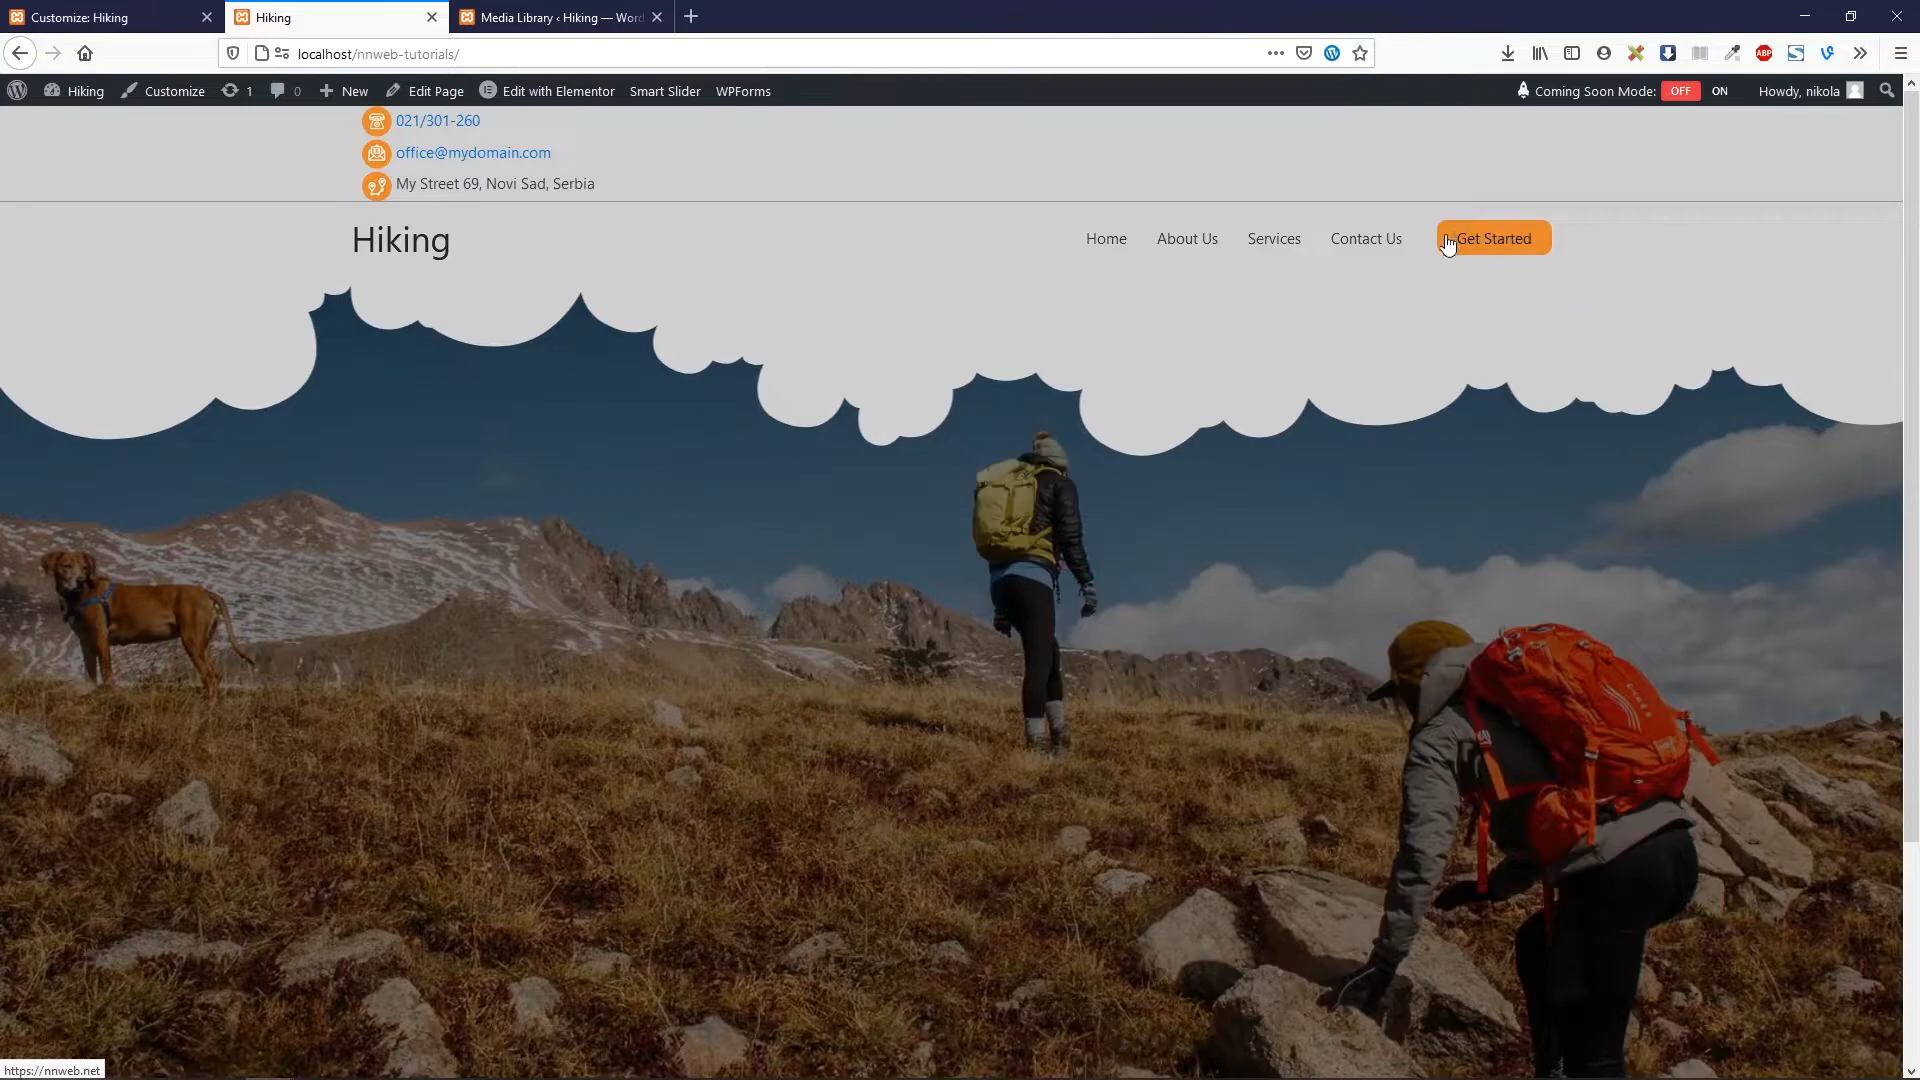 Customize: Hiking
Hiking
Media Library ‹ Hiking — Word
localhost/nnweb-tutorials/
ABP
Hiking
Customize
1
0
New
Edit Page
Edit with Elementor
Smart Slider
WPForms
Coming Soon Mode:
OFF
ON
Howdy, nikola
021/301-260
office@mydomain.com
My Street 69, Novi Sad, Serbia
Hiking
Home
About Us
Services
Contact Us
Get Started
https://nnweb.net